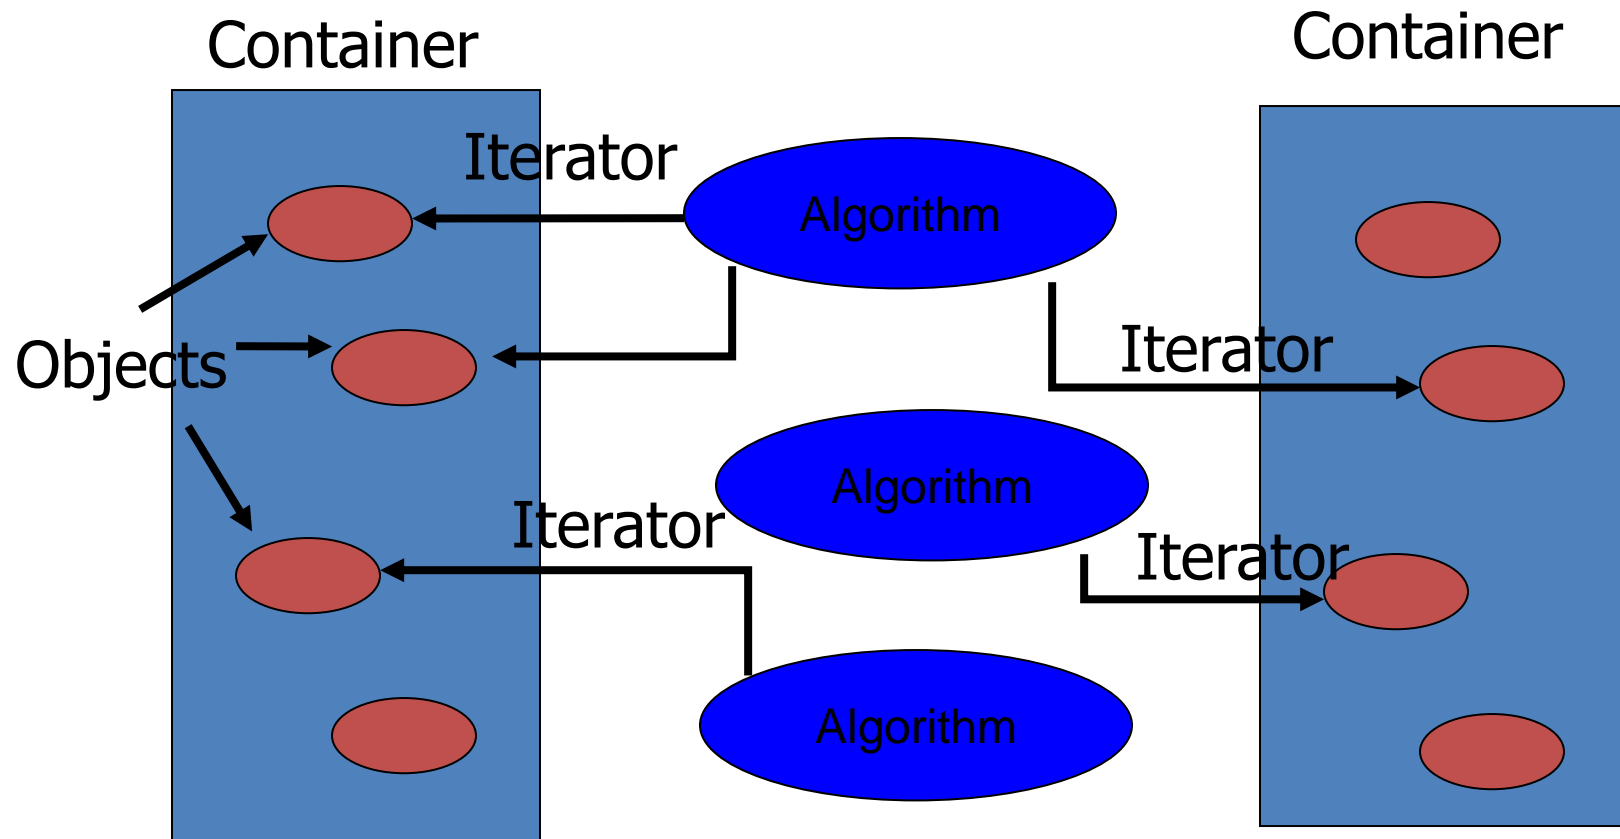 Container
Container
Iterator
Algorithm
Iterator
Objects
Algorithm
Iterator
Iterator
Algorithm